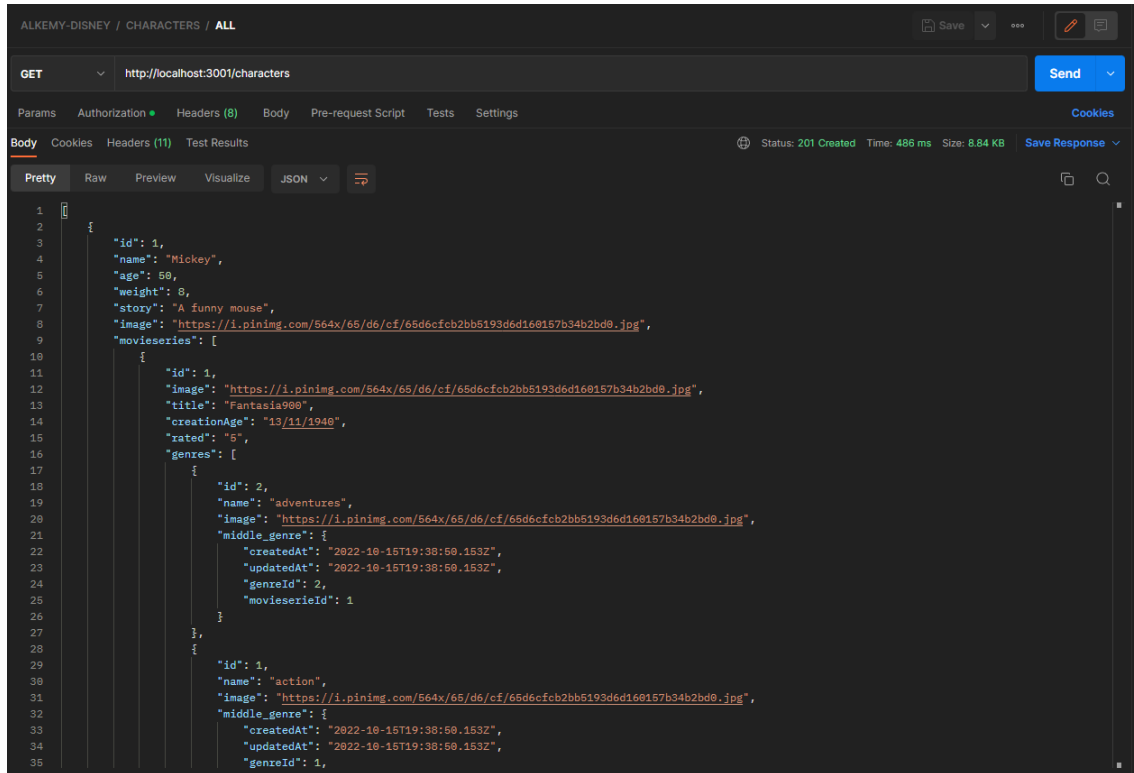 ALKEMY-DISNEY / CHARACTERS / ALL Save
GET http://localhost:3001/characters Send
Params Authorization Headers (8) Body Pre-request Script Tests Settings Cookies
Body Cookies Headers (11) Test Results Status: 201 Created Time: 486 ms Size: 8.84 KB Save Response
Pretty Raw Preview Visualize JSON
1 [
2 {
3 "id": 1,
4 "name": "Mickey",
5 "age": 50,
6 "weight": 8,
7 "story": "A funny mouse",
8 "image": "https://i.pinimg.com/564x/65/d6/cf/65d6cfcb2bb5193d6d160157b34b2bd0.jpg",
9 "movieseries": [
10 {
11 "id": 1,
12 "image": "https://i.pinimg.com/564x/65/d6/cf/65d6cfcb2bb5193d6d160157b34b2bd0.jpg",
13 "title": "Fantasia900",
14 "creationAge": "13/11/1940",
15 "rated": "5",
16 "genres": [
17 {
18 "id": 2,
19 "name": "adventures",
20 "image": "https://i.pinimg.com/564x/65/d6/cf/65d6cfcb2bb5193d6d160157b34b2bd0.jpg",
21 "middle_genre": {
22 "createdAt": "2022-10-15T19:38:50.153Z",
23 "updatedAt": "2022-10-15T19:38:50.153Z",
24 "genreId": 2,
25 "movieserieId": 1
26 }
27 },
28 {
29 "id": 1,
30 "name": "action",
31 "image": "https://i.pinimg.com/564x/65/d6/cf/65d6cfcb2bb5193d6d160157b34b2bd0.jpg",
32 "middle_genre": {
33 "createdAt": "2022-10-15T19:38:50.153Z",
34 "updatedAt": "2022-10-15T19:38:50.153Z",
35 "genreId": 1,